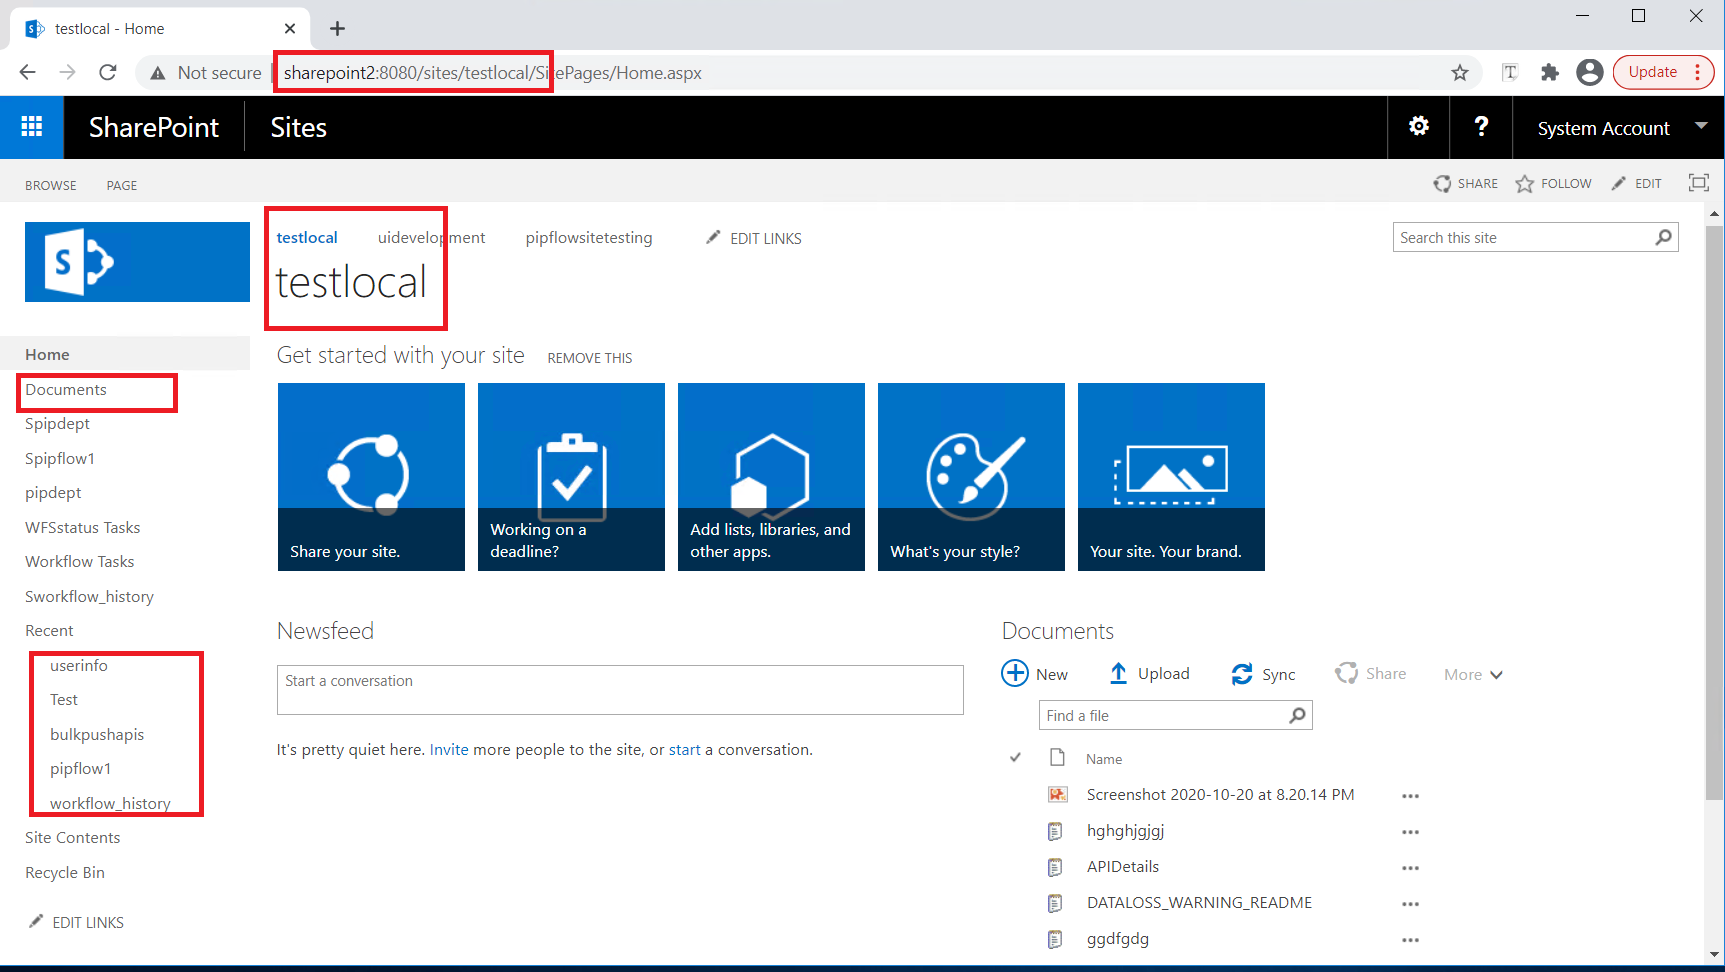 testlocal - Home
Not secure | sharepoint2:8080/sites/testlocal/SitePages/Home.aspx
Update
SharePoint
Sites
?
System Account
BROWSE PAGE
SHARE FOLLOW EDIT
S
testlocal uidevelopment pipflowsitetesting EDIT LINKS
Search this site
testlocal
Home
Documents
Spipdept
Spipflow1
pipdept
WFSstatus Tasks
Workflow Tasks
Sworkflow_history
Recent
userinfo
Test
bulkpushapis
pipflow1
workflow_history
Site Contents
Recycle Bin
EDIT LINKS
Get started with your site REMOVE THIS
Share your site.
Working on a
deadline?
Add lists, libraries, and
other apps.
What's your style?
Your site. Your brand.
Newsfeed
Start a conversation
It's pretty quiet here. Invite more people to the site, or start a conversation.
Documents
New Upload Sync Share More
Find a file
Name
Screenshot 2020-10-20 at 8.20.14 PM ...
hghghjgjgj ...
APIDetails ...
DATALOSS_WARNING_README ...
ggdfgdg ...